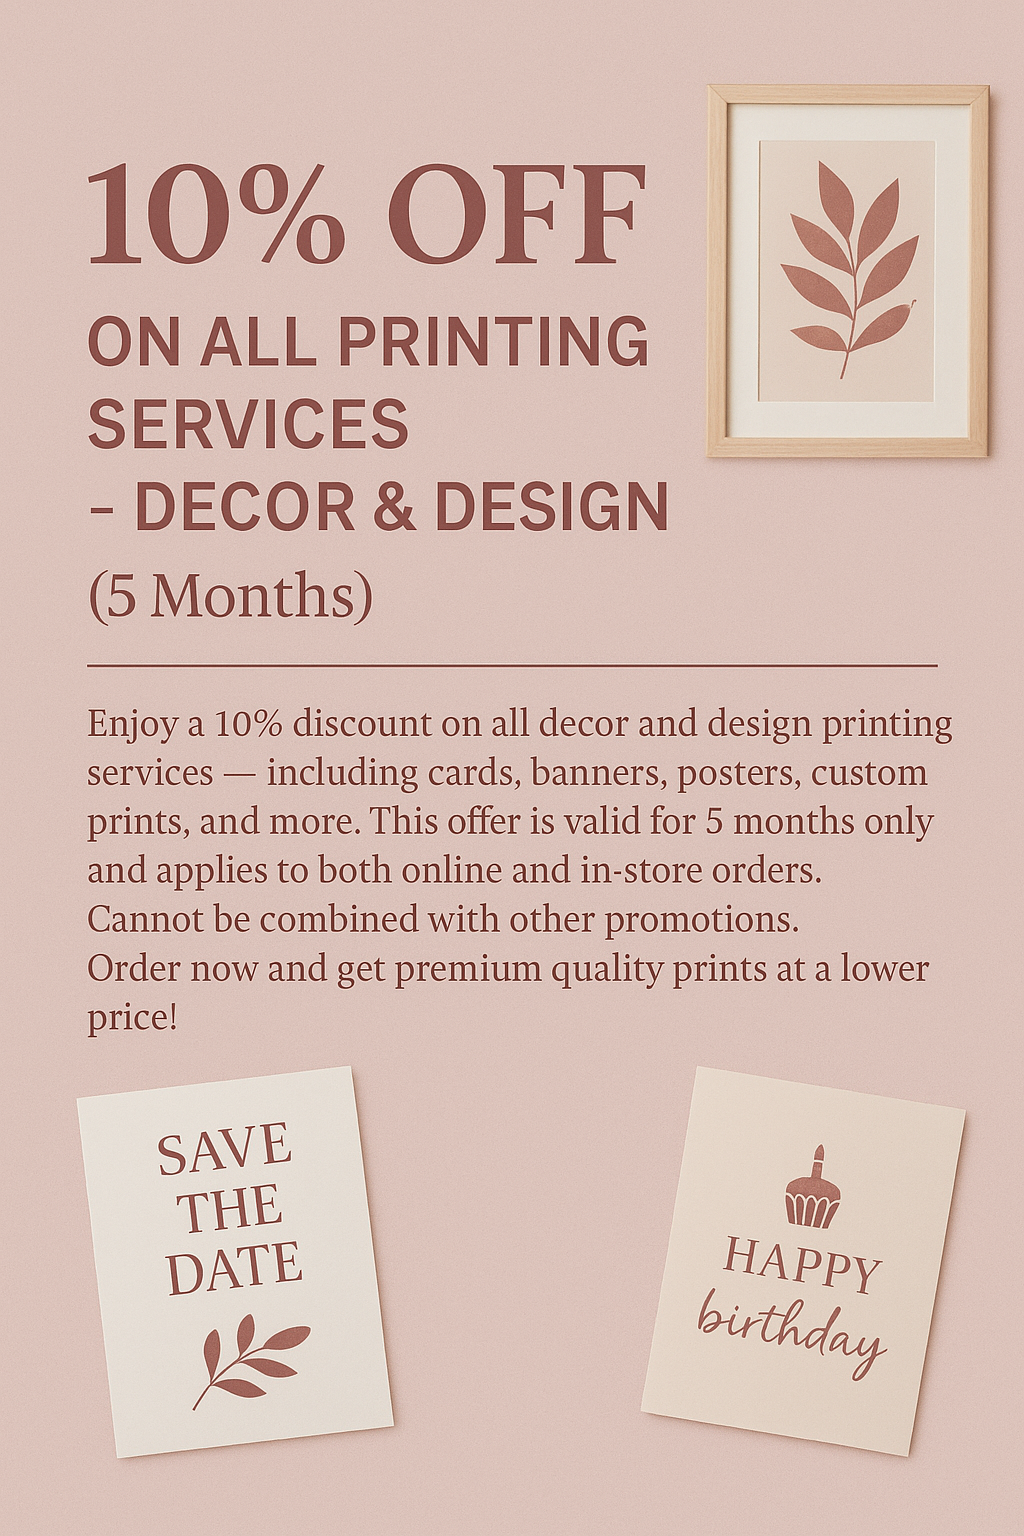 10% OFF
ON ALL PRINTING
SERVICES
– DECOR & DESIGN
(5 Months)
Enjoy a 10% discount on all decor and design printing
services — including cards, banners, posters, custom
prints, and more. This offer is valid for 5 months only
and applies to both online and in-store orders.
Cannot be combined with other promotions.
Order now and get premium quality prints at a lower
price!
SAVE
THE
DATE
HAPPY
birthday